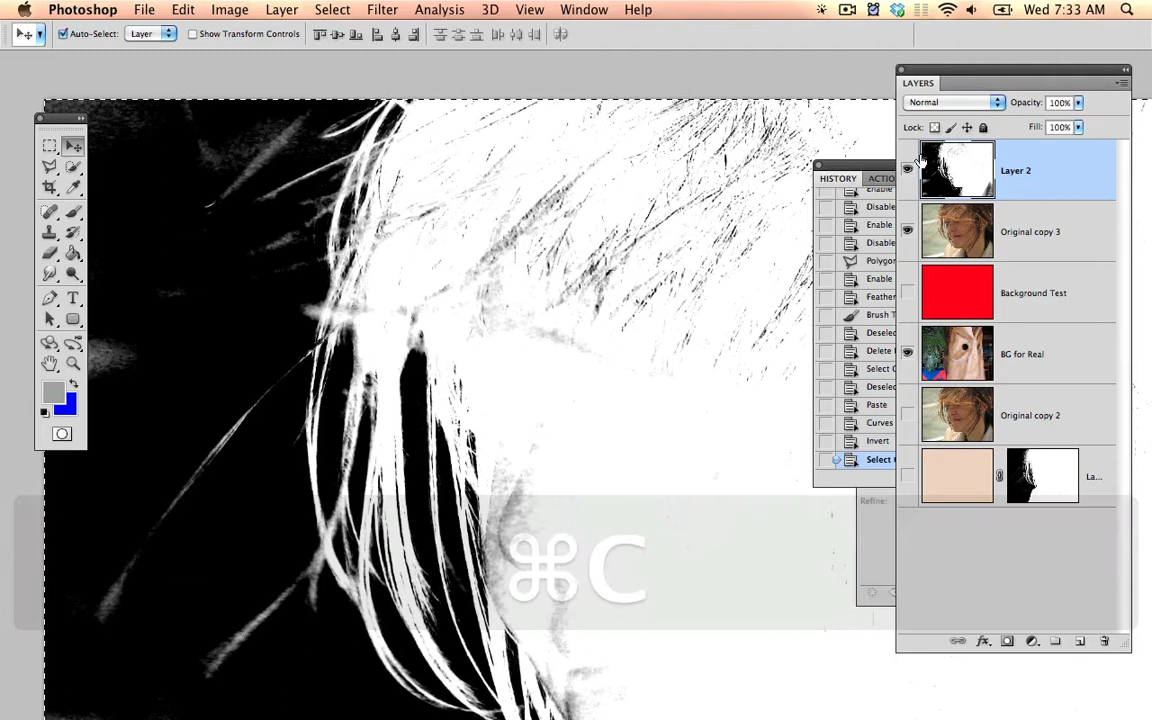 Photoshop File Edit Image Layer Select Filter Analysis 3D View Window Help Wed 7:33 AM
Auto-Select: Layer Show Transform Controls
LAYERS
Normal Opacity: 100%
Lock: Fill: 100%
Layer 2
Original copy 3
Background Test
BG for Real
Original copy 2
La...
HISTORY ACTIO
Enable
Disable
Enable
Disable
Polygon
Enable
Feather
Brush T
Deselec
Delete
Select C
Deselec
Paste
Curves
Invert
Select
Refine:
⌘C